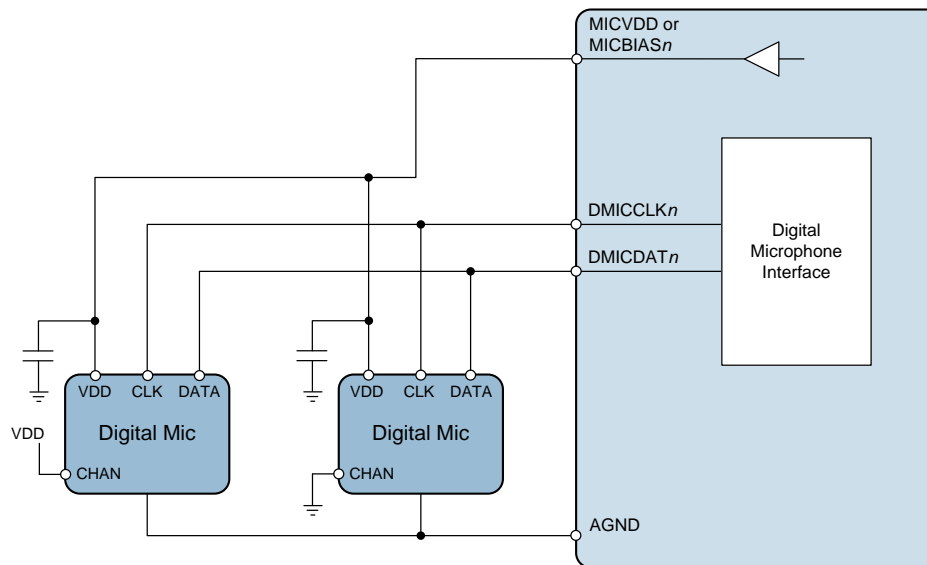 MICVDD or
MICBIASn
DMICCLKn
DMICDATn
Digital
Microphone
Interface
VDD CLK DATA
Digital Mic
VDD
CHAN
VDD CLK DATA
Digital Mic
CHAN
AGND